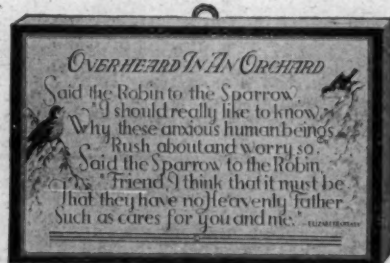 OVERHEARD IN AN ORCHARD
Said the Robin to the Sparrow,
"I should really like to know,
Why these anxious human beings
Rush about and worry so.
Said the Sparrow to the Robin,
"Friend, I think that it must be
That they have no Heavenly Father
Such as cares for you and me."